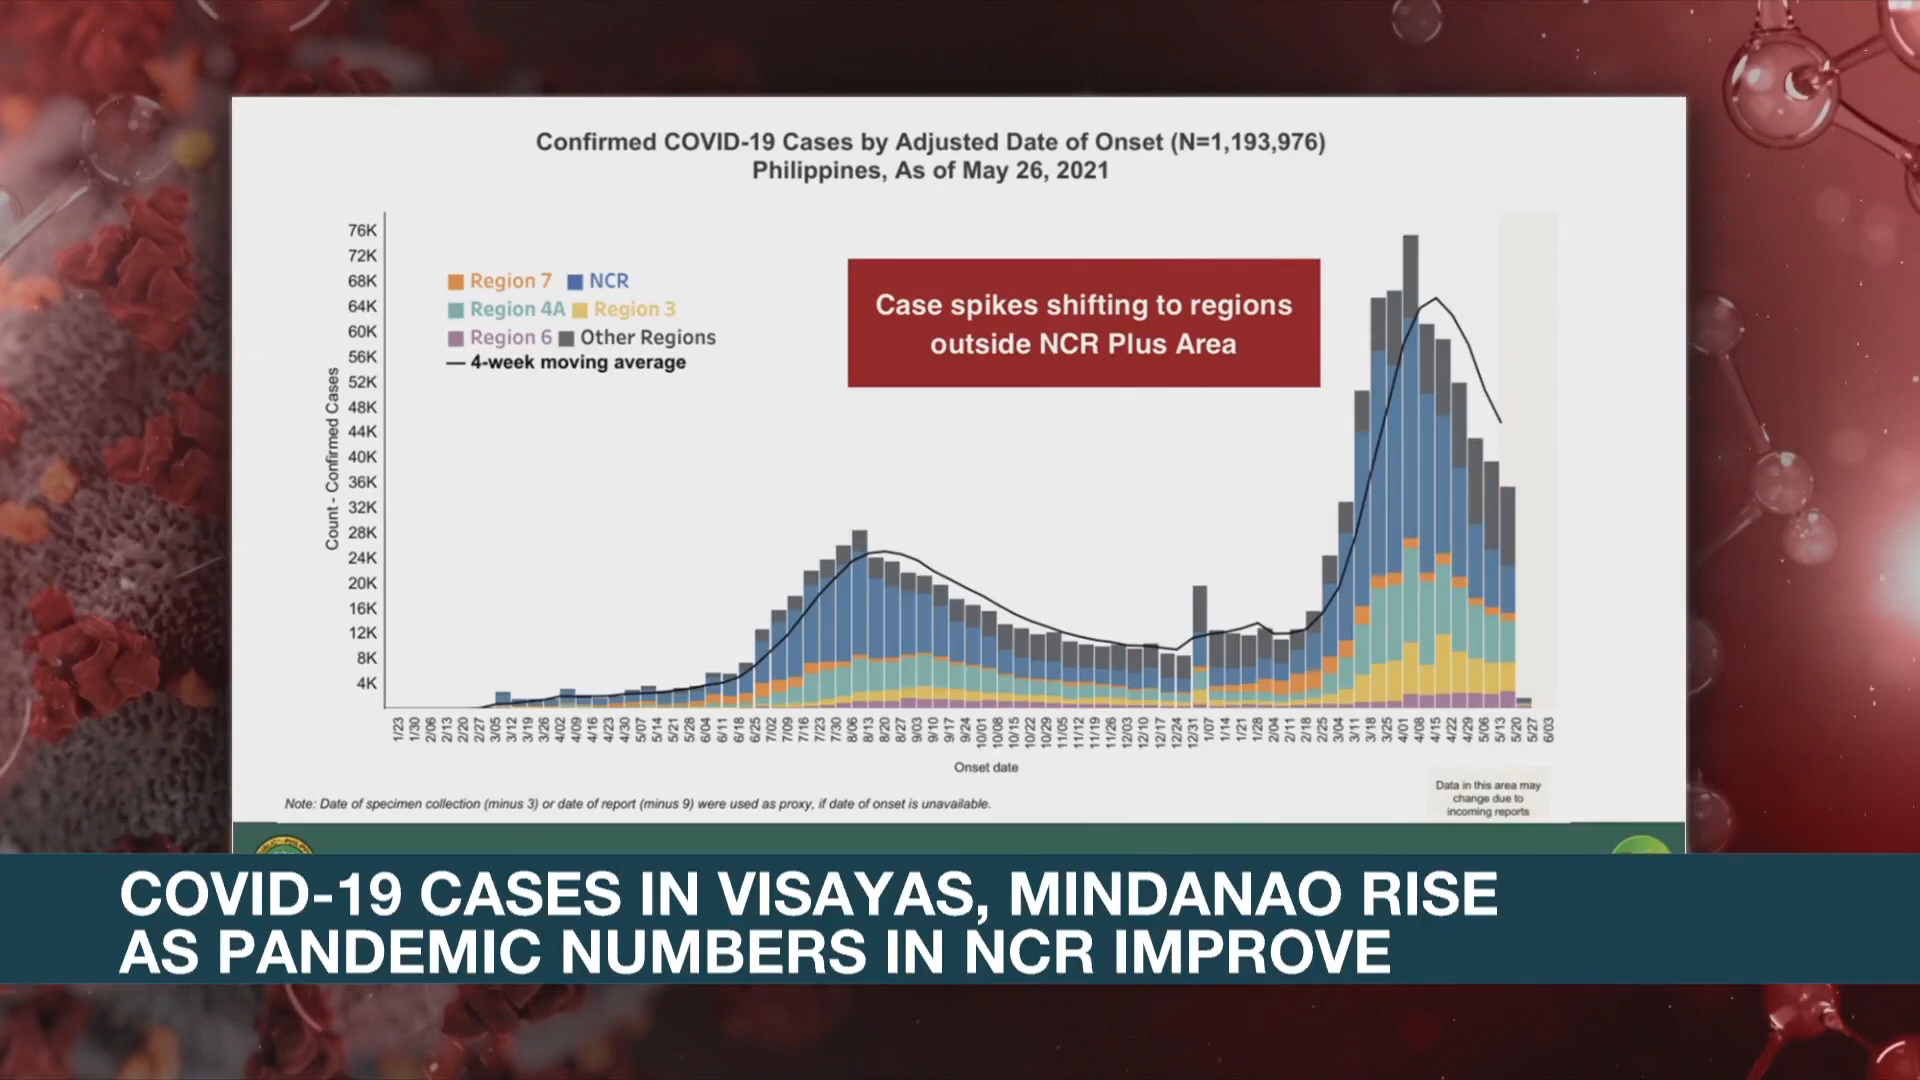 Confirmed COVID-19 Cases by Adjusted Date of Onset (N=1,193,976)
Philippines, As of May 26, 2021
76K
72K
68K
64K
60K
56K
52K
48K
44K
40K
36K
32K
28K
24K
20K
16K
12K
8K
4K
Count - Confirmed Cases
Region 7 NCR
Region 4A Region 3
Region 6 Other Regions
4-week moving average
Case spikes shifting to regions
outside NCR Plus Area
1/23 1/30 2/06 2/13 2/20 2/27 3/05 3/12 3/19 3/26 4/02 4/09 4/16 4/23 4/30 5/07 5/14 5/21 5/28 6/04 6/11 6/18 6/25 7/02 7/09 7/16 7/23 7/30 8/06 8/13 8/20 8/27 9/03 9/10 9/17 9/24 10/01 10/08 10/15 10/22 10/29 11/05 11/12 11/19 11/26 12/03 12/10 12/17 12/24 12/31 1/07 1/14 1/21 1/28 2/04 2/11 2/18 2/25 3/04 3/11 3/18 3/25 4/01 4/08 4/15 4/22 4/29 5/06 5/13 5/20 5/27 6/03
Onset date
Data in this area may
change due to
incoming reports
Note: Date of specimen collection (minus 3) or date of report (minus 9) were used as proxy, if date of onset is unavailable.
COVID-19 CASES IN VISAYAS, MINDANAO RISE
AS PANDEMIC NUMBERS IN NCR IMPROVE